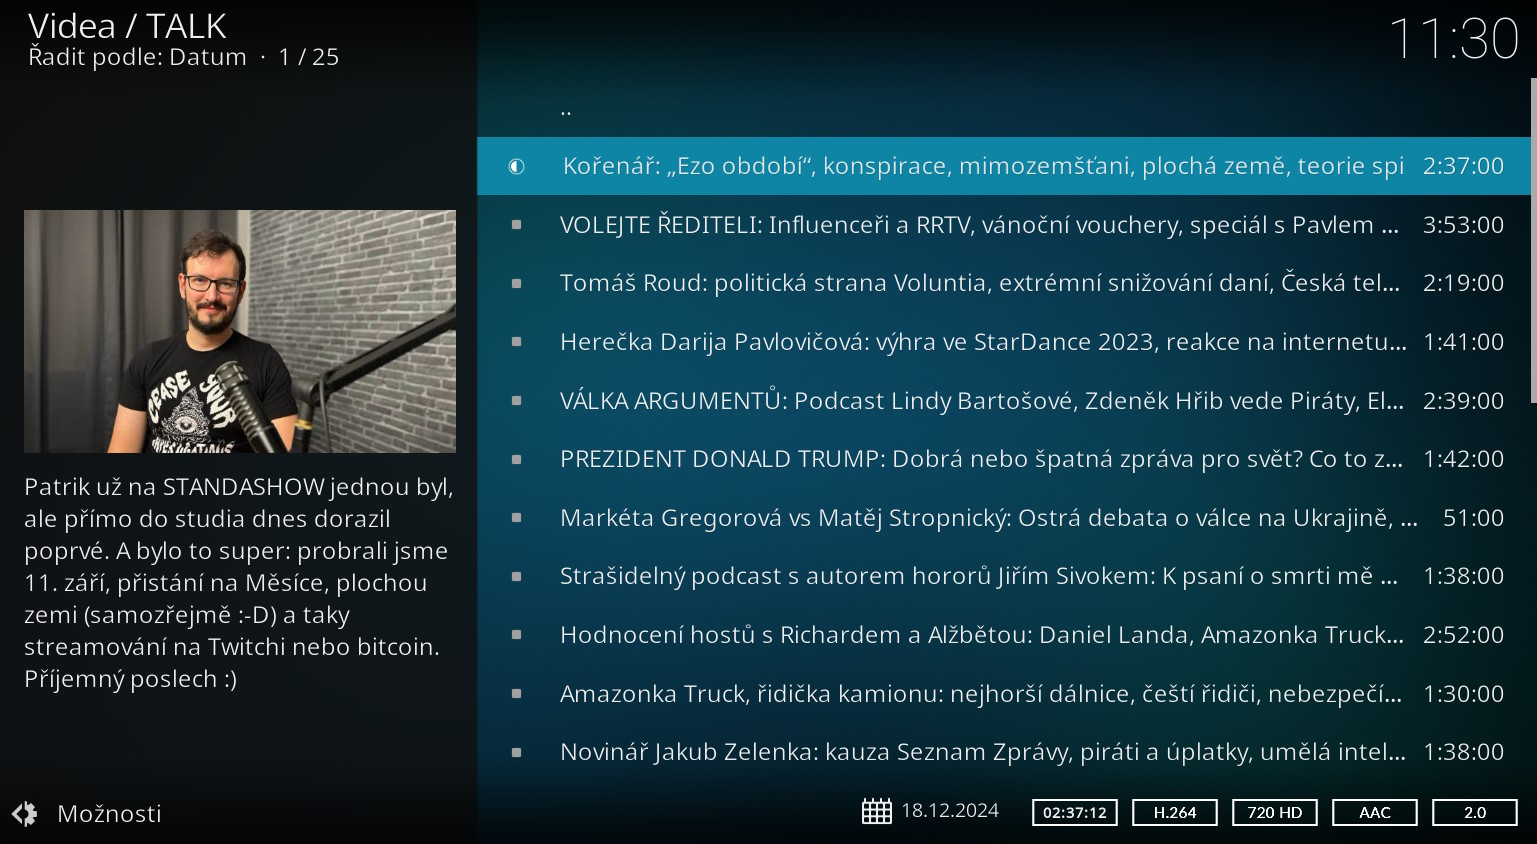 Videa / TALK
Řadit podle: Datum · 1 / 25
11:30
..
Kořenář: „Ezo období“, konspirace, mimozemšťani, plochá země, teorie spi 2:37:00
VOLEJTE ŘEDITELI: Influenceři a RRTV, vánoční vouchery, speciál s Pavlem ... 3:53:00
Tomáš Roud: politická strana Voluntia, extrémní snižování daní, Česká tel... 2:19:00
Herečka Darija Pavlovičová: výhra ve StarDance 2023, reakce na internetu... 1:41:00
VÁLKA ARGUMENTŮ: Podcast Lindy Bartošové, Zdeněk Hřib vede Piráty, El... 2:39:00
PREZIDENT DONALD TRUMP: Dobrá nebo špatná zpráva pro svět? Co to z... 1:42:00
Markéta Gregorová vs Matěj Stropnický: Ostrá debata o válce na Ukrajině, ... 51:00
Strašidelný podcast s autorem hororů Jiřím Sivokem: K psaní o smrti mě ... 1:38:00
Hodnocení hostů s Richardem a Alžbětou: Daniel Landa, Amazonka Truck... 2:52:00
Amazonka Truck, řidička kamionu: nejhorší dálnice, čeští řidiči, nebezpečí... 1:30:00
Novinář Jakub Zelenka: kauza Seznam Zprávy, piráti a úplatky, umělá intel... 1:38:00
CEASE YOUR
INVESTIGATIONS
Patrik už na STANDASHOW jednou byl,
ale přímo do studia dnes dorazil
poprvé. A bylo to super: probrali jsme
11. září, přistání na Měsíce, plochou
zemi (samozřejmě :-D) a taky
streamování na Twitchi nebo bitcoin.
Příjemný poslech :)
Možnosti
18.12.2024
02:37:12
H.264
720 HD
AAC
2.0